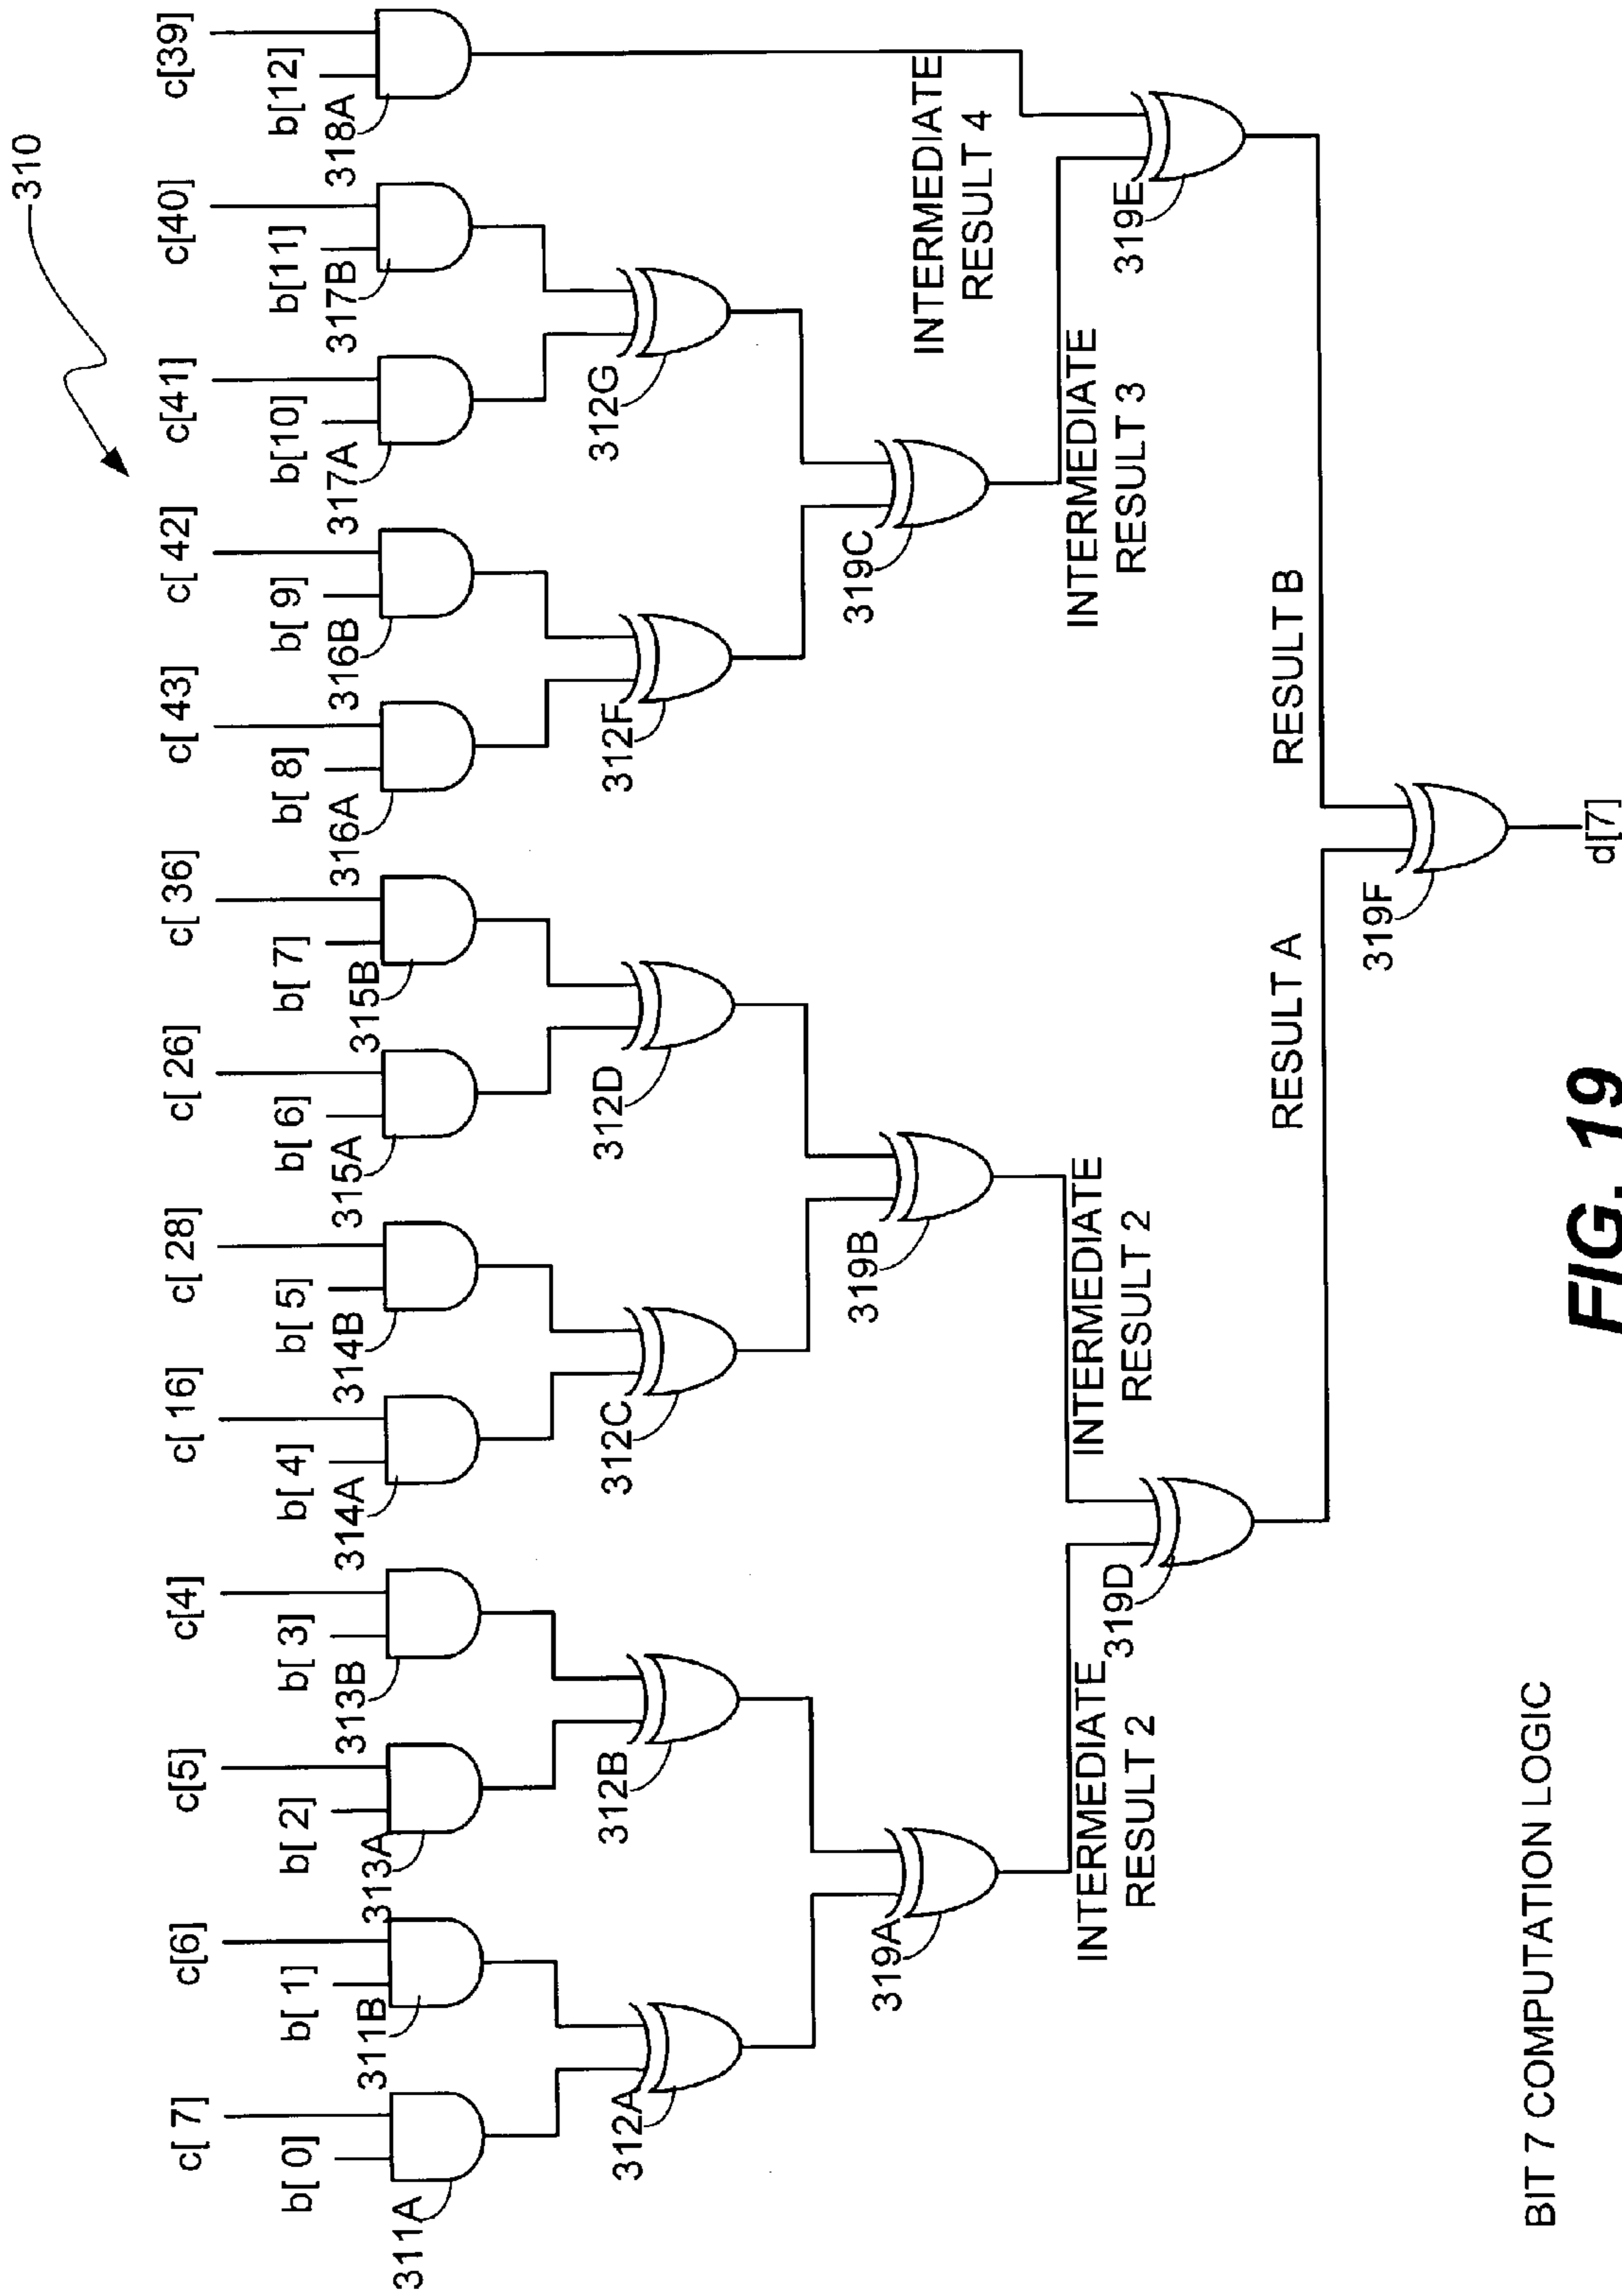 310
c[ 7]
c[6]
c[5]
c[4]
c[ 16]
c[ 28]
c[ 26]
c[ 36]
c[ 43]
c[ 42]
c[41]
c[40]
c[39]
b[ 0]
b[ 1]
b[ 2]
b[ 3]
b[ 4]
b[ 5]
b[ 6]
b[ 7]
b[ 8]
b[ 9]
b[10]
b[11]
b[12]
311A
311B
313A
313B
314A
314B
315A
315B
316A
316B
317A
317B
318A
312A
312B
312C
312D
312F
312G
319A
319B
319C
INTERMEDIATE
RESULT 4
INTERMEDIATE
RESULT 2
INTERMEDIATE
RESULT 2
INTERMEDIATE
RESULT 3
319D
319E
RESULT A
RESULT B
319F
d[7]
BIT 7 COMPUTATION LOGIC
FIG. 19